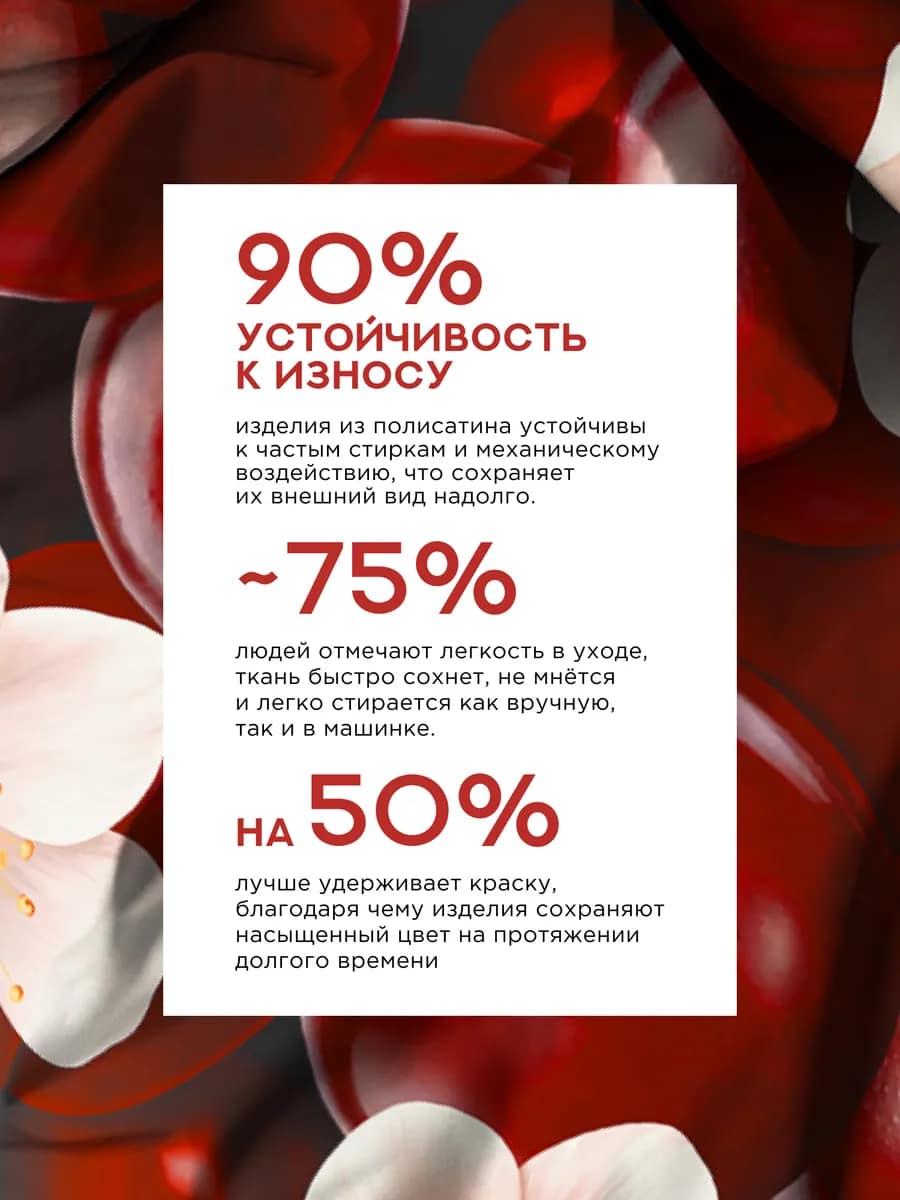 90%
УСТОЙЧИВОСТЬ
К ИЗНОСУ
изделия из полисатина устойчивы
к частым стиркам и механическому
воздействию, что сохраняет
их внешний вид надолго.
~75%
людей отмечают легкость в уходе,
ткань быстро сохнет, не мнётся
и легко стирается как вручную,
так и в машинке.
НА 50%
лучше удерживает краску,
благодаря чему изделия сохраняют
насыщенный цвет на протяжении
долгого времени